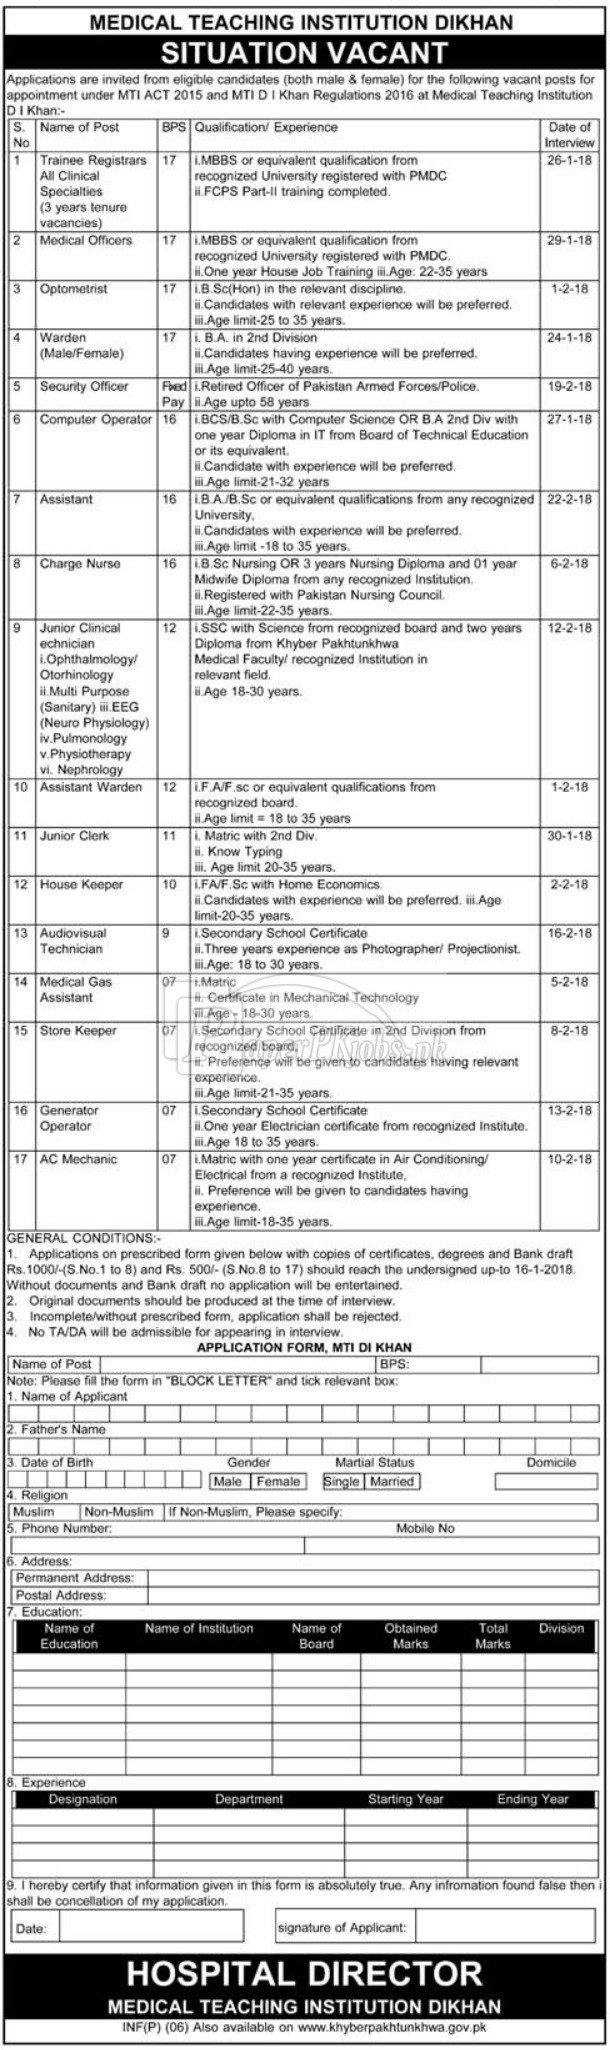 MEDICAL TEACHING INSTITUTION DIKHAN
SITUATION VACANT
Applications are invited from eligible candidates (both male & female) for the following vacant posts for
appointment under MTI ACT 2015 and MTI D I Khan Regulations 2016 at Medical Teaching Institution
D I Khan:-
S. No Name of Post BPS Qualification/ Experience Date of Interview
1 Trainee Registrars 17 i.MBBS or equivalent qualification from 26-1-18
All Clinical recognized University registered with PMDC
Specialties ii.FCPS Part-II training completed.
(3 years tenure
vacancies)
2 Medical Officers 17 i.MBBS or equivalent qualification from 29-1-18
recognized University registered with PMDC.
ii.One year House Job Training iii.Age: 22-35 years
3 Optometrist 17 i.B.Sc(Hon) in the relevant discipline. 1-2-18
ii.Candidates with relevant experience will be preferred.
iii.Age limit-25 to 35 years.
4 Warden 17 i. B.A. in 2nd Division 24-1-18
(Male/Female) ii.Candidates having experience will be preferred.
iii.Age limit-25-40 years.
5 Security Officer Fixed i.Retired Officer of Pakistan Armed Forces/Police. 19-2-18
Pay ii.Age upto 58 years
6 Computer Operator 16 i.BCS/B.Sc with Computer Science OR B.A 2nd Div with 27-1-18
one year Diploma in IT from Board of Technical Education
or its equivalent.
ii.Candidate with experience will be preferred.
iii.Age limit-21-32 years
7 Assistant 16 i.B.A./B.Sc or equivalent qualifications from any recognized 22-2-18
University,
ii.Candidates with experience will be preferred.
iii.Age limit -18 to 35 years.
8 Charge Nurse 16 i.B.Sc Nursing OR 3 years Nursing Diploma and 01 year 6-2-18
Midwife Diploma from any recognized Institution.
ii.Registered with Pakistan Nursing Council.
iii.Age limit-22-35 years.
9 Junior Clinical 12 i.SSC with Science from recognized board and two years 12-2-18
echnician Diploma from Khyber Pakhtunkhwa
i.Ophthalmology/ Medical Faculty/ recognized Institution in
Otorhinology relevant field.
ii.Multi Purpose ii.Age 18-30 years.
(Sanitary) iii.EEG
(Neuro Physiology)
iv.Pulmonology
v.Physiotherapy
vi. Nephrology
10 Assistant Warden 12 i.F.A/F.sc or equivalent qualifications from 1-2-18
recognized board.
ii.Age limit = 18 to 35 years
11 Junior Clerk 11 i. Matric with 2nd Div. 30-1-18
ii. Know Typing
iii. Age limit 20-35 years.
12 House Keeper 10 i.FA/F.Sc with Home Economics. 2-2-18
ii.Candidates with experience will be preferred. iii.Age
limit-20-35 years.
13 Audiovisual 9 i.Secondary School Certificate 16-2-18
Technician ii.Three years experience as Photographer/ Projectionist.
iii.Age: 18 to 30 years.
14 Medical Gas 07 i.Matric 5-2-18
Assistant ii. Certificate in Mechanical Technology
iii.Age - 18-30 years.
15 Store Keeper 07 i.Secondary School Certificate in 2nd Division from 8-2-18
recognized board,
ii. Preference will be given to candidates having relevant
experience.
iii.Age limit-21-35 years.
PaperPkjobs.pk
16 Generator 07 i.Secondary School Certificate 13-2-18
Operator ii.One year Electrician certificate from recognized Institute.
iii.Age 18 to 35 years.
17 AC Mechanic 07 i.Matric with one year certificate in Air Conditioning/ 10-2-18
Electrical from a recognized Institute,
ii. Preference will be given to candidates having
experience.
iii.Age limit-18-35 years.
GENERAL CONDITIONS:-
1. Applications on prescribed form given below with copies of certificates, degrees and Bank draft
Rs.1000/-(S.No.1 to 8) and Rs. 500/- (S.No.8 to 17) should reach the undersigned up-to 16-1-2018.
Without documents and Bank draft no application will be entertained.
2. Original documents should be produced at the time of interview.
3. Incomplete/without prescribed form, application shall be rejected.
4. No TA/DA will be admissible for appearing in interview.
APPLICATION FORM, MTI DI KHAN
Name of Post BPS:
Note: Please fill the form in "BLOCK LETTER" and tick relevant box:
1. Name of Applicant
2. Father's Name
3. Date of Birth Gender Martial Status Domicile
Male Female Single Married
4. Religion
Muslim Non-Muslim If Non-Muslim, Please specify:
5. Phone Number: Mobile No
6. Address:
Permanent Address:
Postal Address:
7. Education:
Name of Education Name of Institution Name of Board Obtained Marks Total Marks Division
8. Experience
Designation Department Starting Year Ending Year
9. I hereby certify that information given in this form is absolutely true. Any infromation found false then i
shall be concellation of my application.
Date: signature of Applicant:
HOSPITAL DIRECTOR
MEDICAL TEACHING INSTITUTION DIKHAN
INF(P) (06) Also available on www.khyberpakhtunkhwa.gov.pk